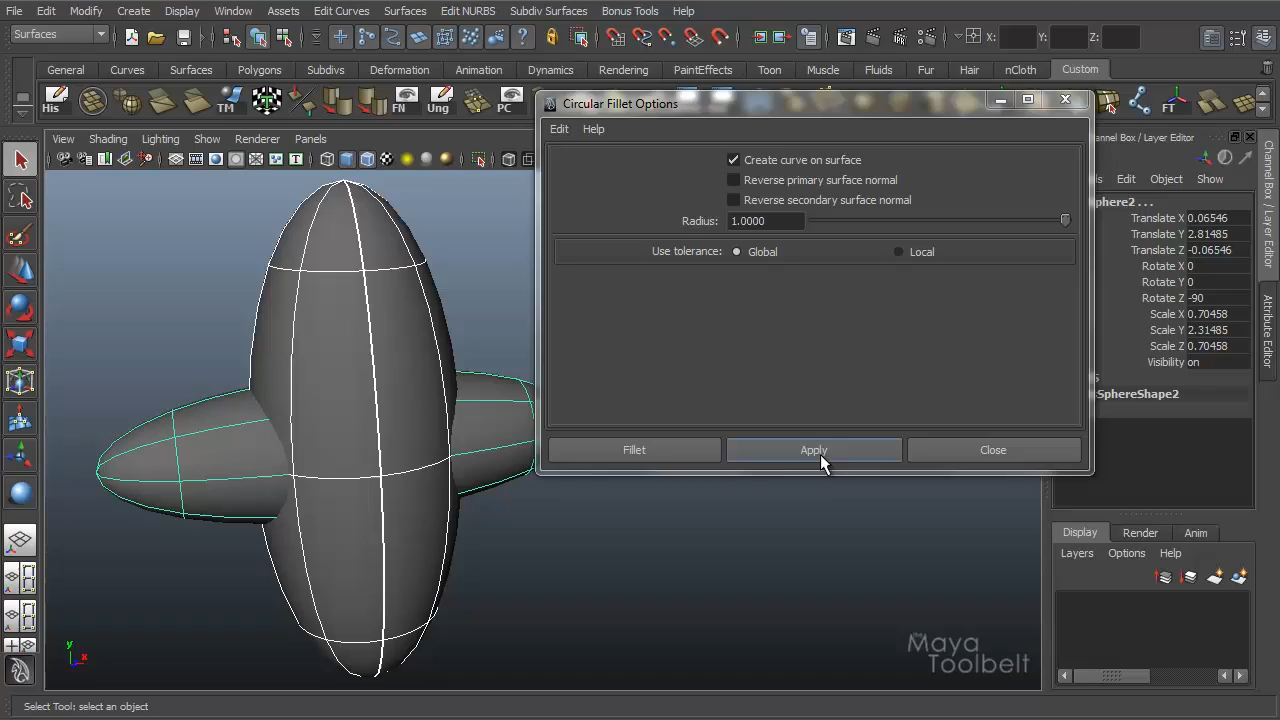 File Edit Modify Create Display Window Assets Edit Curves Surfaces Edit NURBS Subdiv Surfaces Bonus Tools Help
Surfaces X: Y: Z:
General Curves Surfaces Polygons Subdivs Deformation Animation Dynamics Rendering PaintEffects Toon Muscle Fluids Fur Hair nCloth Custom
His TM FN Ung PC FT
Circular Fillet Options
Edit Help
Create curve on surface
Reverse primary surface normal
Reverse secondary surface normal
Radius: 1.0000
Use tolerance: Global Local
Fillet Apply Close
View Shading Lighting Show Renderer Panels
annel Box / Layer Editor
ls Edit Object Show
Sphere2 . . .
Translate X 0.06546
Translate Y 2.81485
Translate Z -0.06546
Rotate X 0
Rotate Y 0
Rotate Z -90
Scale X 0.70458
Scale Y 2.31485
Scale Z 0.70458
Visibility on
S
SphereShape2
Channel Box / Layer Editor
Attribute Editor
Display Render Anim
Layers Options Help
y
x
the
Maya
Toolbelt
Select Tool: select an object